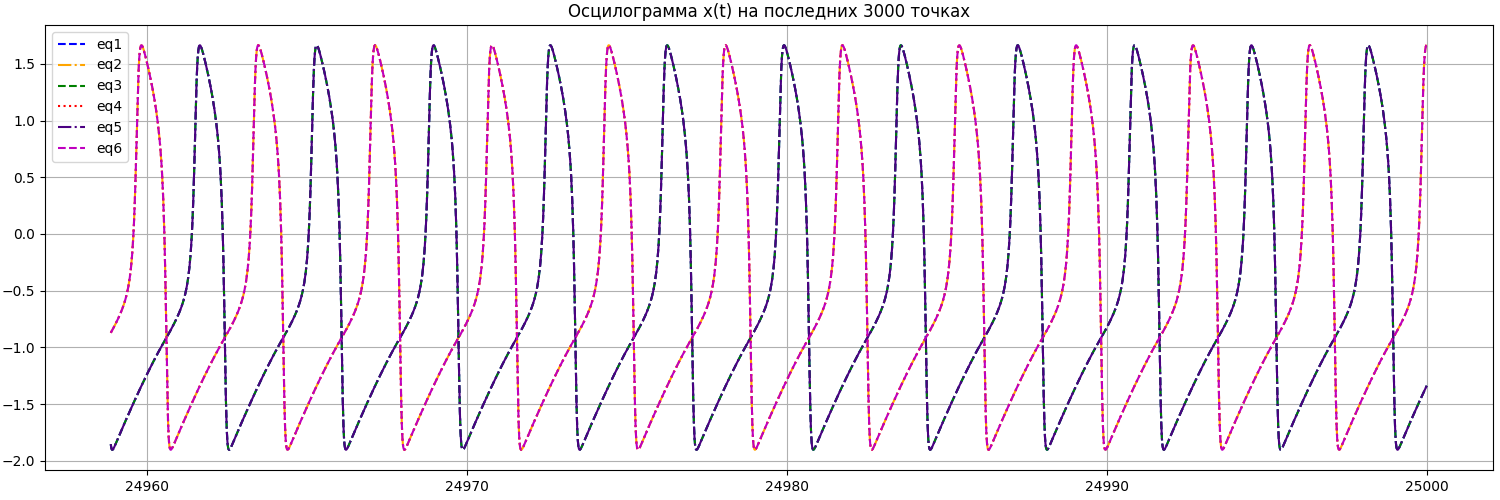 Осцилограмма x(t) на последних 3000 точках
eq1
eq2
eq3
eq4
eq5
eq6
1.5
1.0
0.5
0.0
−0.5
−1.0
−1.5
−2.0
24960 24970 24980 24990 25000